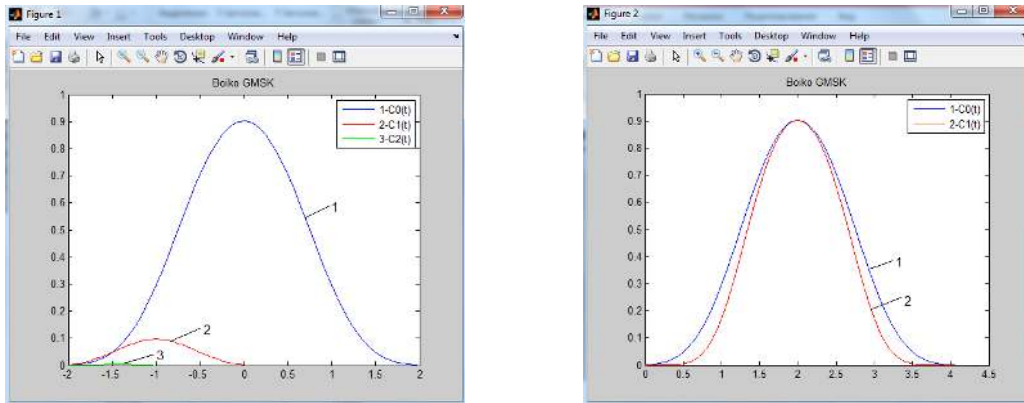 Figure 1
File Edit View Insert Tools Desktop Window Help
Boiko GMSK
1
0.9
0.8
0.7
0.6
0.5
0.4
0.3
0.2
0.1
0
-2 -1.5 -1 -0.5 0 0.5 1 1.5 2
1-C0(t)
2-C1(t)
3-C2(t)
1
2
3
Figure 2
File Edit View Insert Tools Desktop Window Help
Boiko GMSK
1
0.9
0.8
0.7
0.6
0.5
0.4
0.3
0.2
0.1
0
0 0.5 1 1.5 2 2.5 3 3.5 4 4.5
1-C0(t)
2-C1(t)
1
2